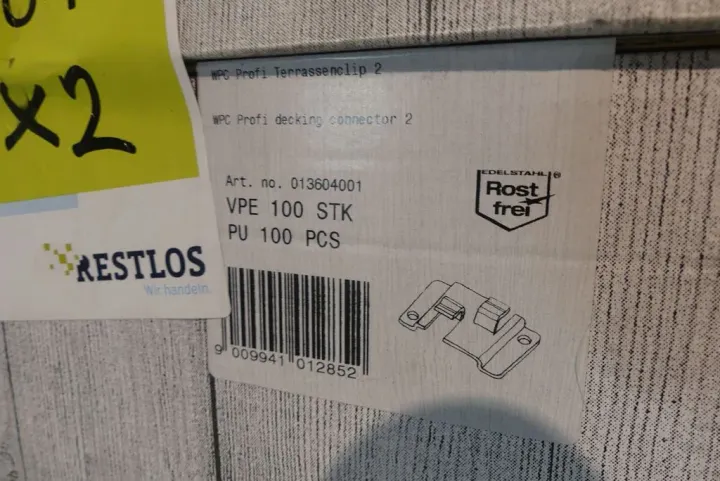 x2
WPC Profi Terrassenclip 2
WPC Profi decking connector 2
Art. no. 013604001
VPE 100 STK
PU 100 PCS
EDELSTAHL®
Rost
frei
RESTLOS
Wir handeln.
9 009941 012852